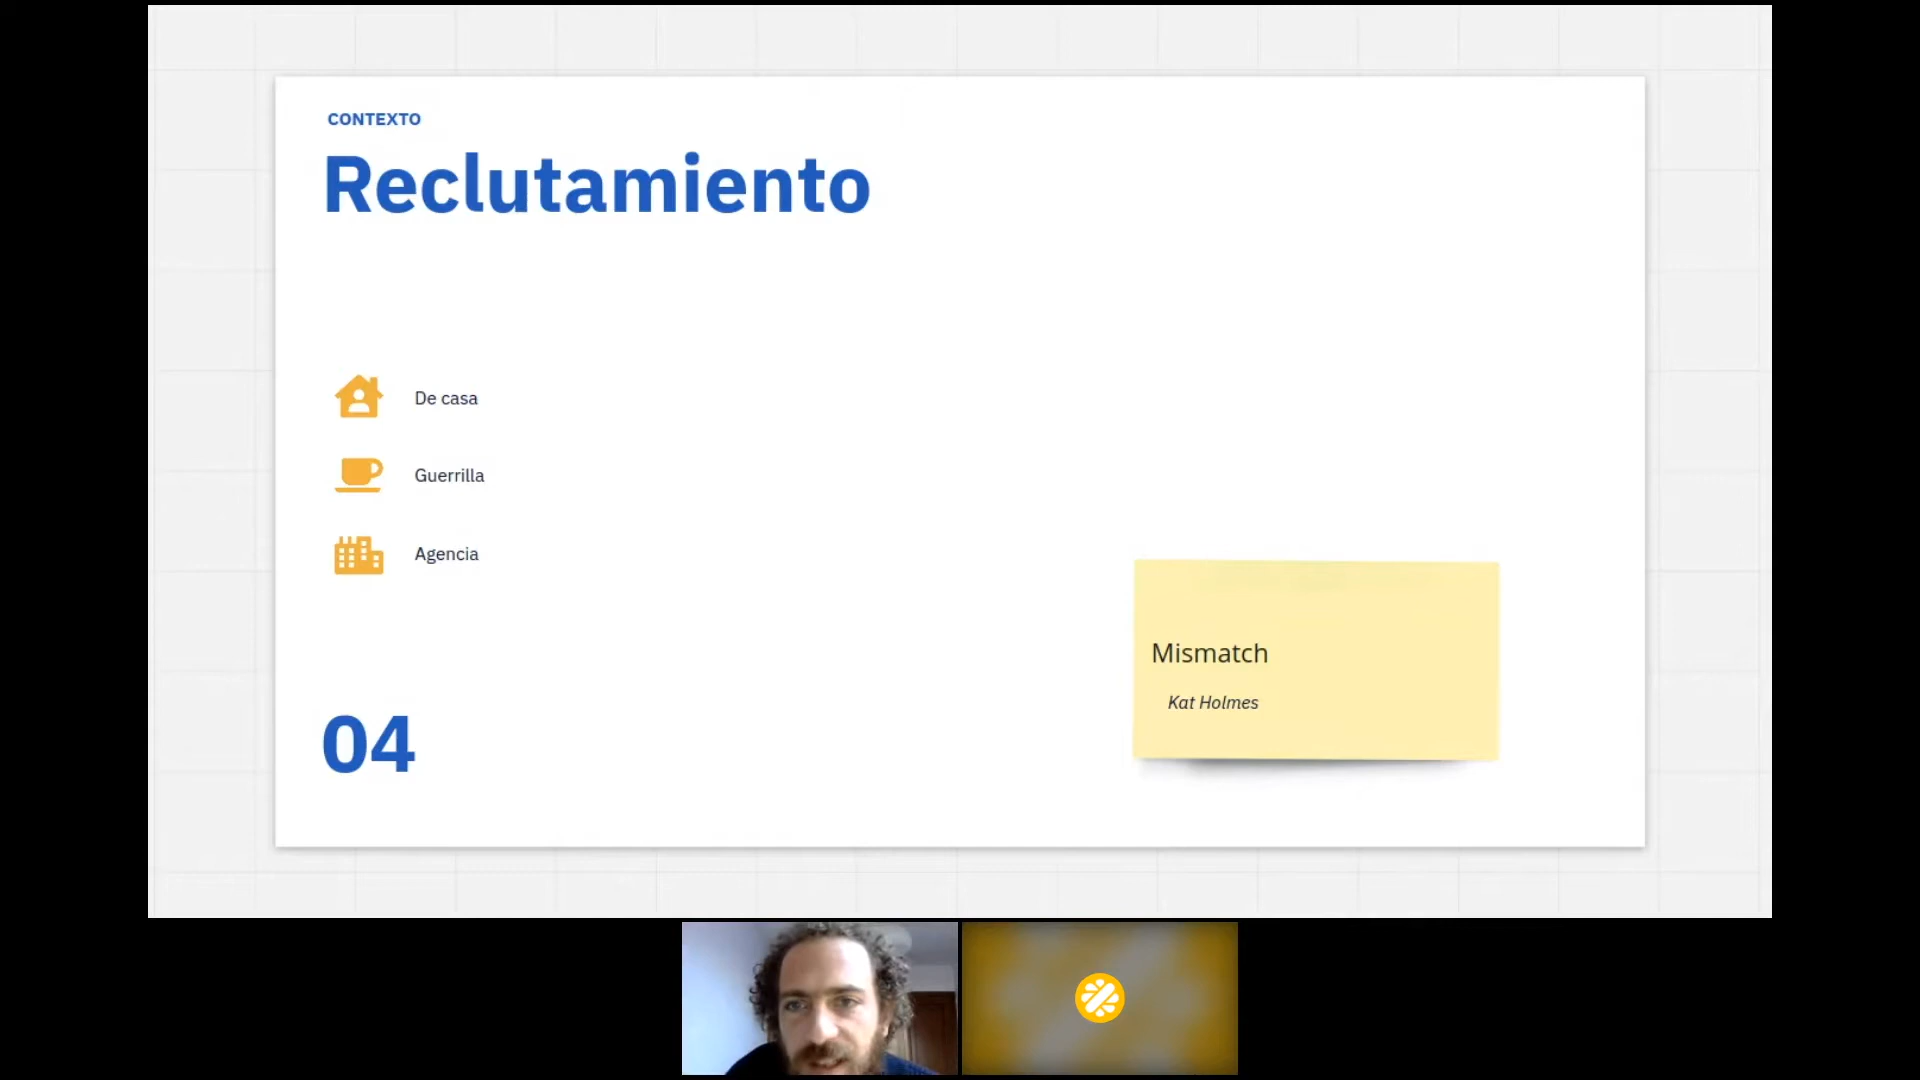 CONTEXTO
Reclutamiento
De casa
Guerrilla
Agencia
Mismatch
Kat Holmes
04